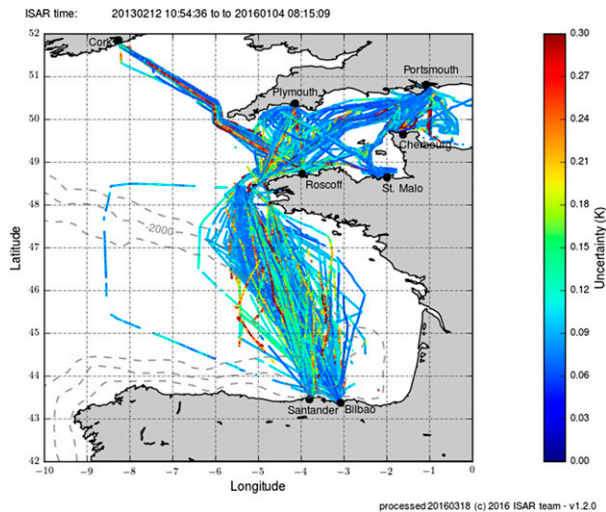 ISAR time: 20130212 10:54:36 to to 20160104 08:15:09
52
51
50
49
48
47
46
45
44
43
42
Latitude
Cork
Plymouth
Portsmouth
Cherbourg
Roscoff
St. Malo
-2000
Santander
Bilbao
−10 −9 −8 −7 −6 −5 −4 −3 −2 −1 0
Longitude
0.30
0.27
0.24
0.21
0.18
0.15
0.12
0.09
0.06
0.03
0.00
Uncertainty (K)
processed20160318 (c) 2016 ISAR team - v1.2.0